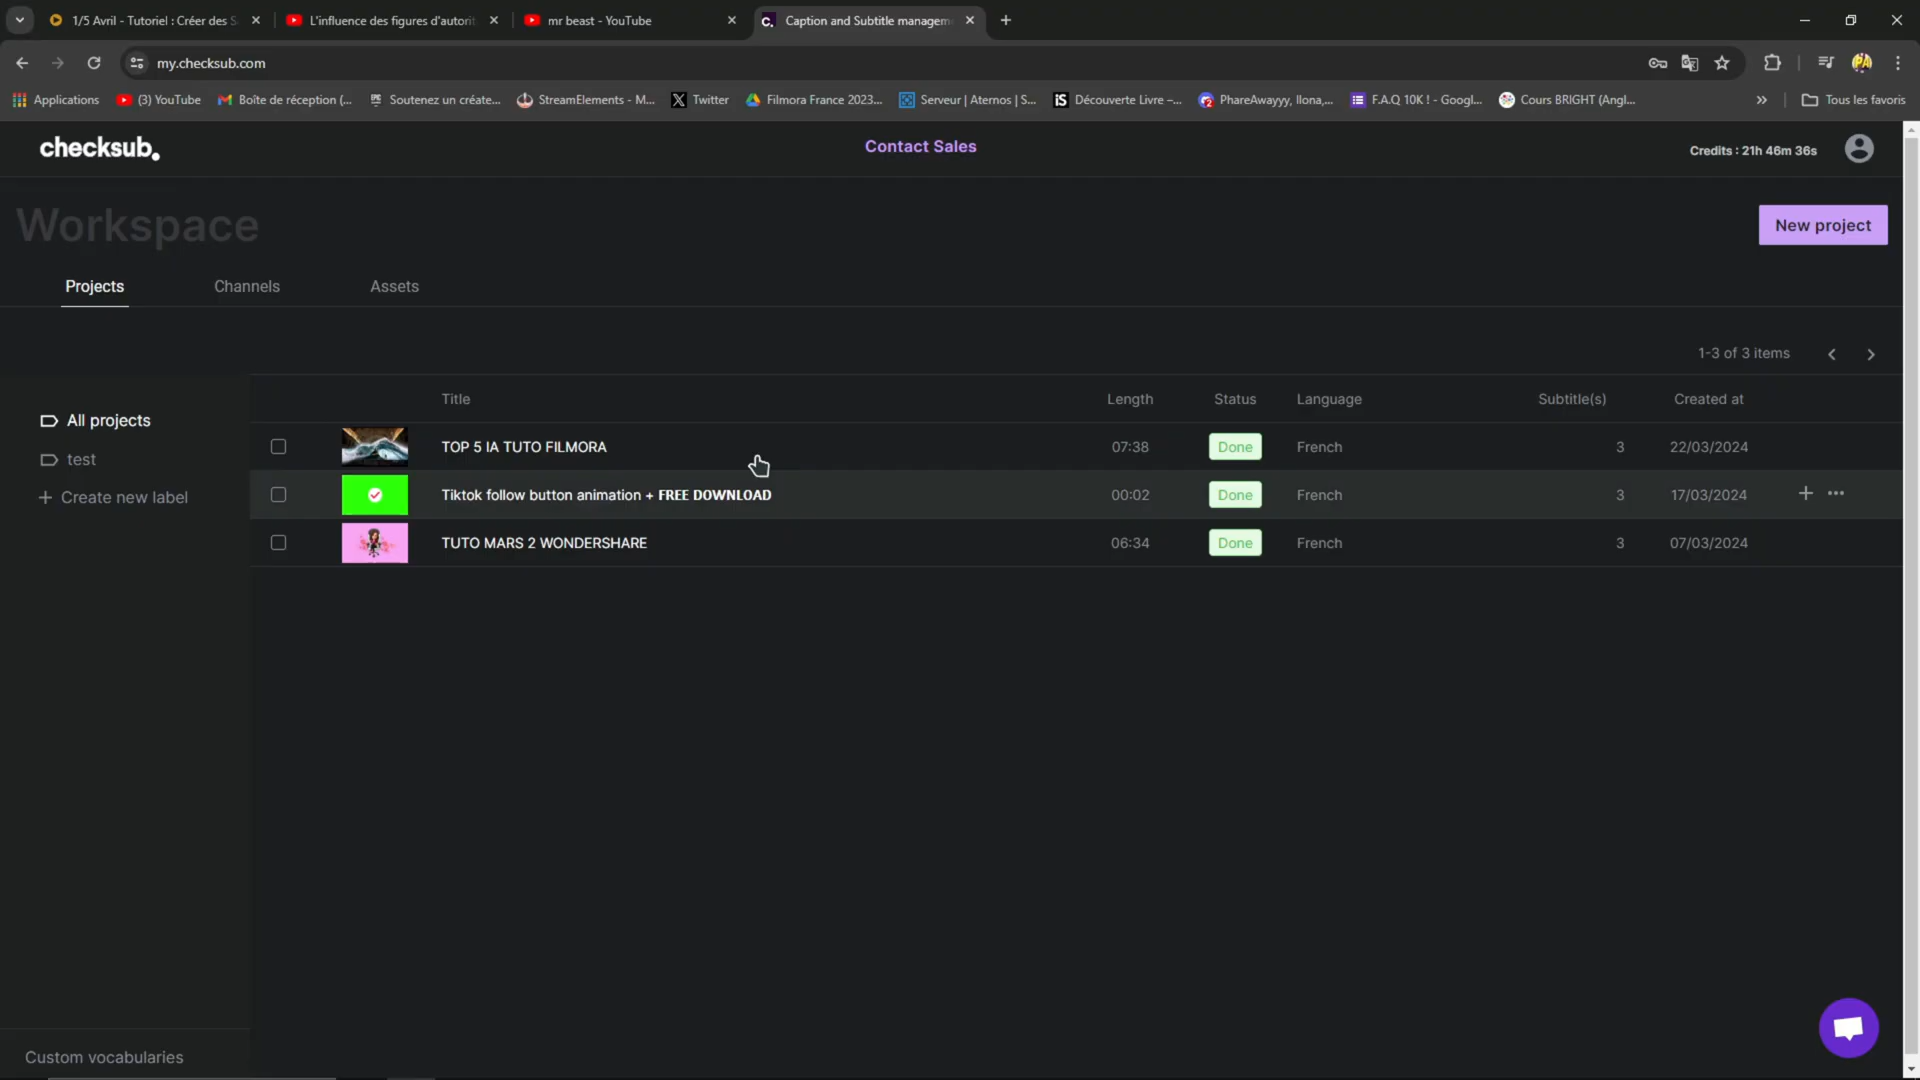 1/5 Avril - Tutoriel : Créer des S
L'influence des figures d'autorit
mr beast - YouTube
Caption and Subtitle managem
my.checksub.com
Applications
(3) YouTube
Boîte de réception (...
Soutenez un créate...
StreamElements - M...
Twitter
Filmora France 2023...
Serveur | Aternos | S...
Découverte Livre –...
PhareAwayyy, Ilona,...
F.A.Q 10K ! - Googl...
Cours BRIGHT (Angl...
Tous les favoris
checksub.
Contact Sales
Credits : 21h 46m 36s
Workspace
New project
Projects
Channels
Assets
1-3 of 3 items
All projects
test
Create new label
Title
Length
Status
Language
Subtitle(s)
Created at
TOP 5 IA TUTO FILMORA
07:38
Done
French
3
22/03/2024
Tiktok follow button animation + FREE DOWNLOAD
00:02
Done
French
3
17/03/2024
TUTO MARS 2 WONDERSHARE
06:34
Done
French
3
07/03/2024
Custom vocabularies